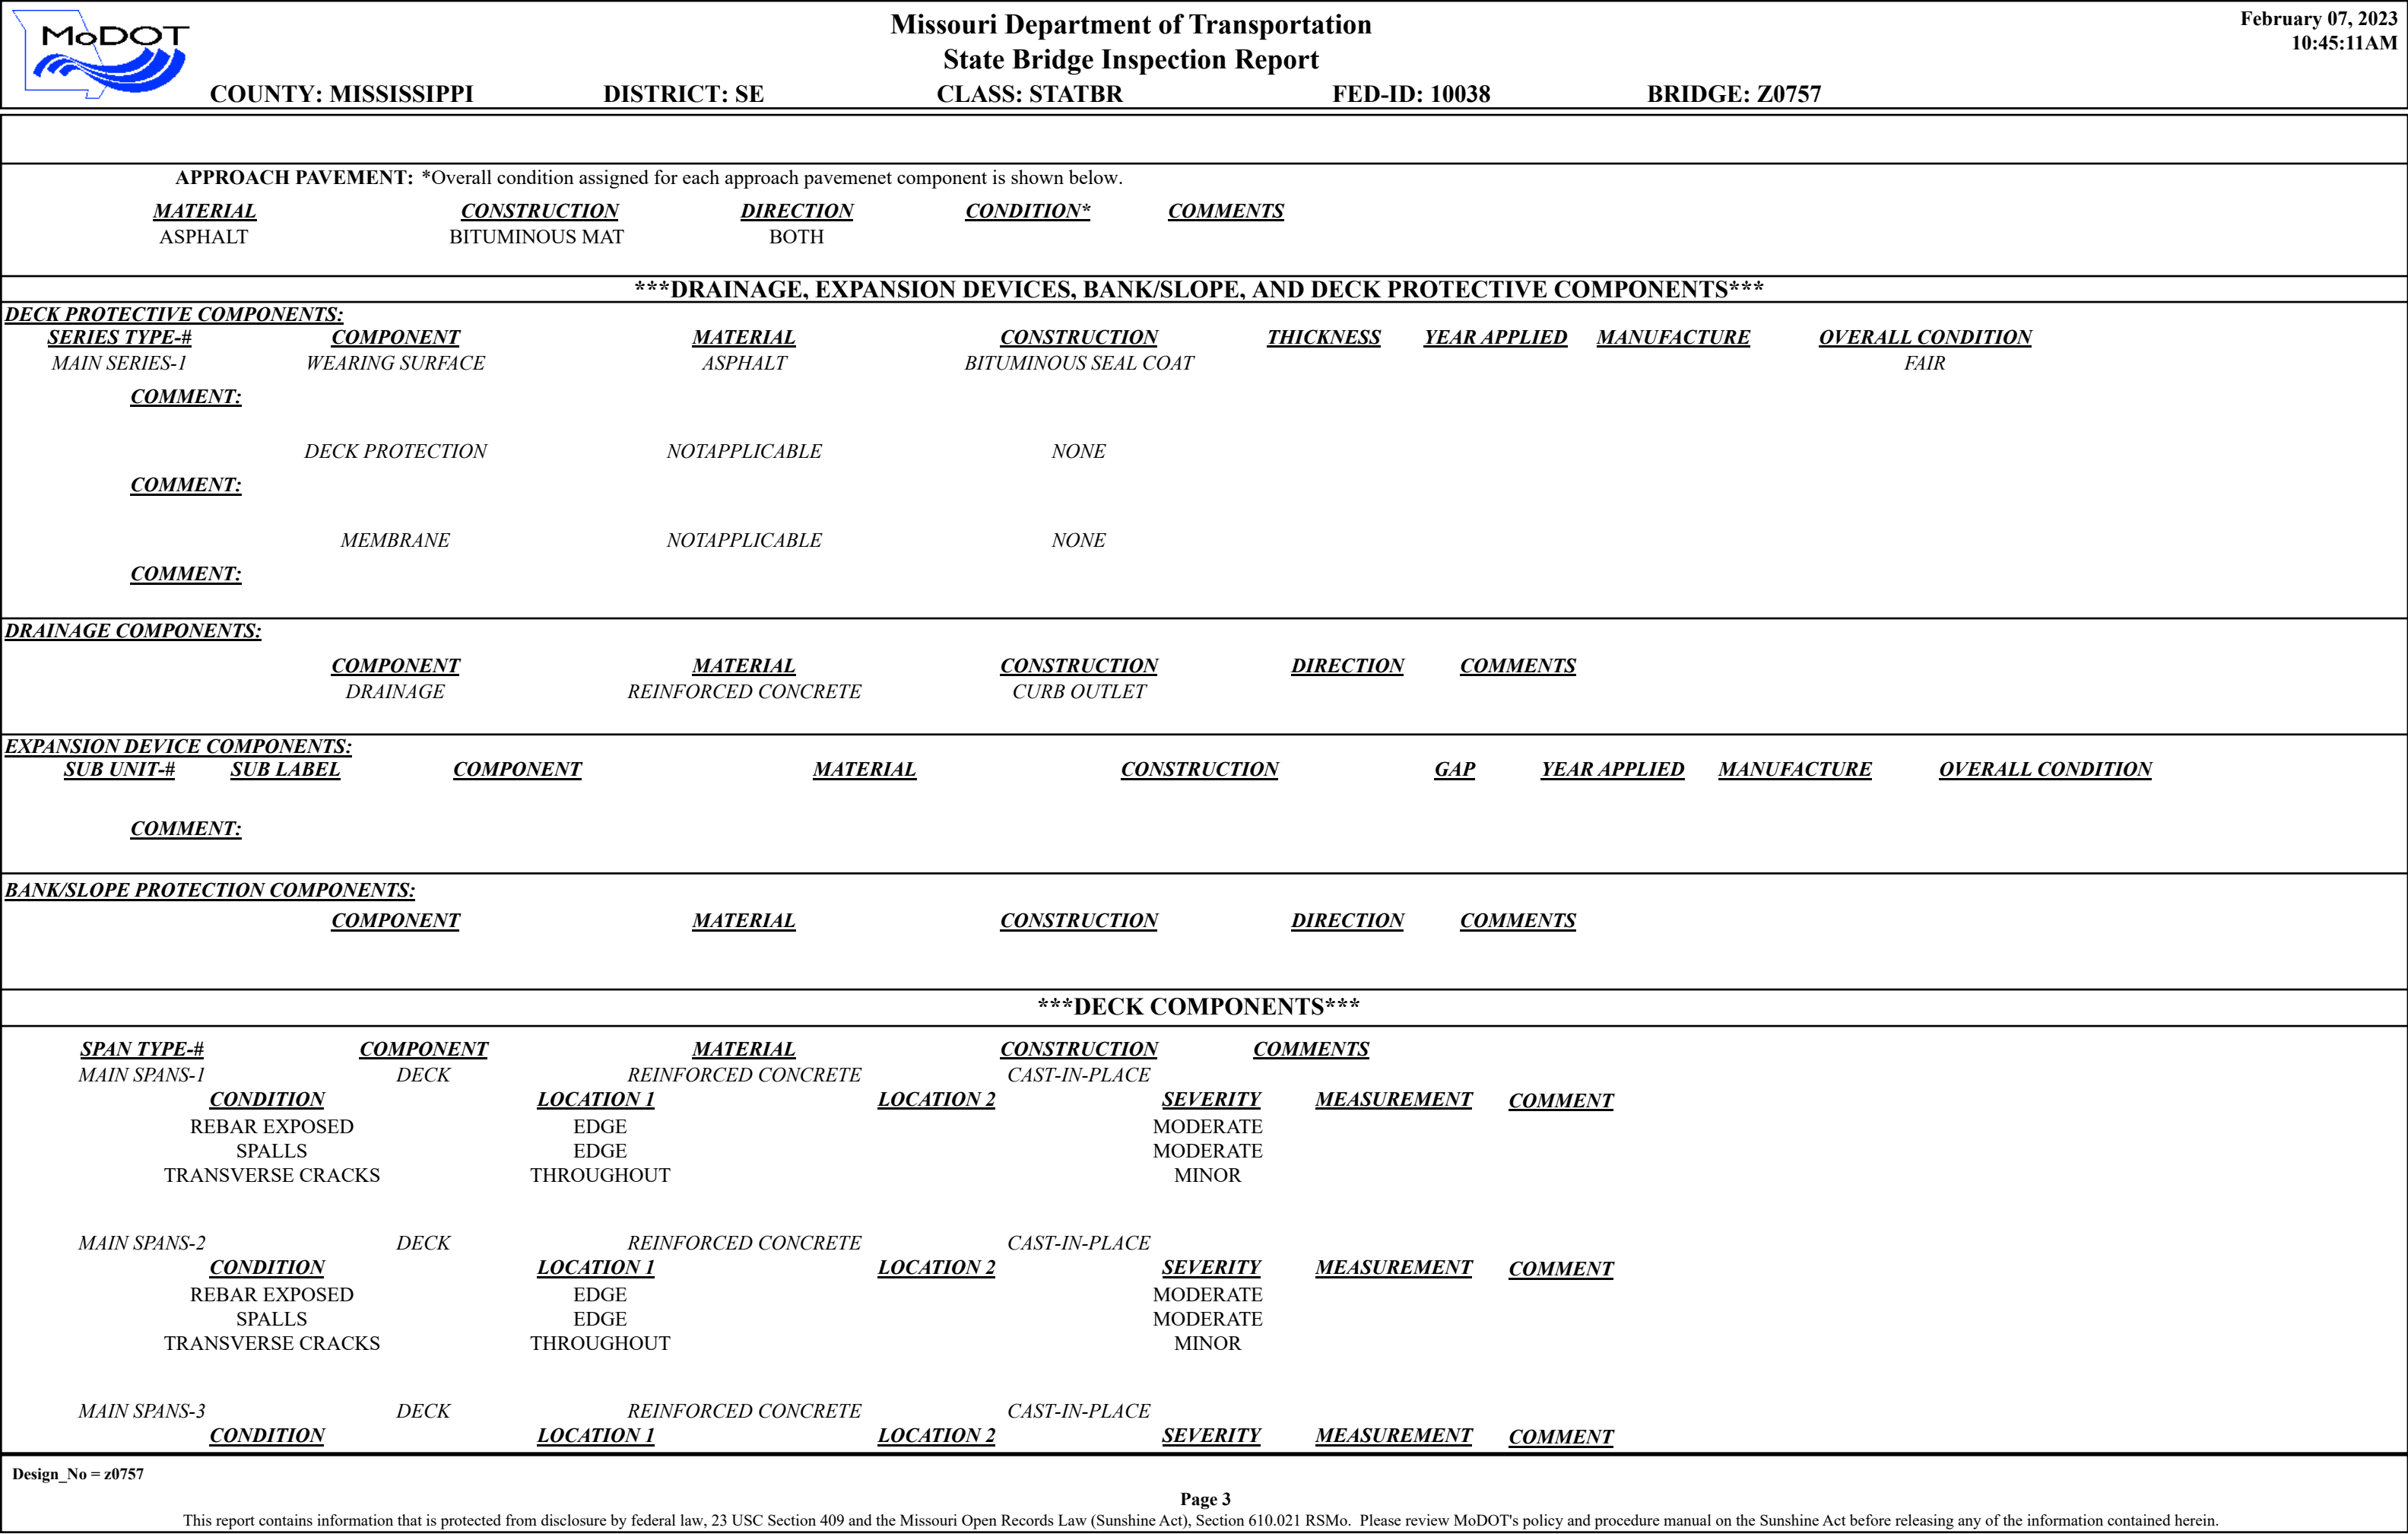 MoDOT
Missouri Department of Transportation
State Bridge Inspection Report
February 07, 2023
10:45:11AM
COUNTY: MISSISSIPPI DISTRICT: SE CLASS: STATBR FED-ID: 10038 BRIDGE: Z0757
APPROACH PAVEMENT: *Overall condition assigned for each approach pavemenet component is shown below.
MATERIAL CONSTRUCTION DIRECTION CONDITION* COMMENTS
ASPHALT BITUMINOUS MAT BOTH
***DRAINAGE, EXPANSION DEVICES, BANK/SLOPE, AND DECK PROTECTIVE COMPONENTS***
DECK PROTECTIVE COMPONENTS:
SERIES TYPE-# COMPONENT MATERIAL CONSTRUCTION THICKNESS YEAR APPLIED MANUFACTURE OVERALL CONDITION
MAIN SERIES-1 WEARING SURFACE ASPHALT BITUMINOUS SEAL COAT FAIR
COMMENT:
DECK PROTECTION NOTAPPLICABLE NONE
COMMENT:
MEMBRANE NOTAPPLICABLE NONE
COMMENT:
DRAINAGE COMPONENTS:
COMPONENT MATERIAL CONSTRUCTION DIRECTION COMMENTS
DRAINAGE REINFORCED CONCRETE CURB OUTLET
EXPANSION DEVICE COMPONENTS:
SUB UNIT-# SUB LABEL COMPONENT MATERIAL CONSTRUCTION GAP YEAR APPLIED MANUFACTURE OVERALL CONDITION
COMMENT:
BANK/SLOPE PROTECTION COMPONENTS:
COMPONENT MATERIAL CONSTRUCTION DIRECTION COMMENTS
***DECK COMPONENTS***
SPAN TYPE-# COMPONENT MATERIAL CONSTRUCTION COMMENTS
MAIN SPANS-1 DECK REINFORCED CONCRETE CAST-IN-PLACE
CONDITION LOCATION 1 LOCATION 2 SEVERITY MEASUREMENT COMMENT
REBAR EXPOSED EDGE MODERATE
SPALLS EDGE MODERATE
TRANSVERSE CRACKS THROUGHOUT MINOR
MAIN SPANS-2 DECK REINFORCED CONCRETE CAST-IN-PLACE
CONDITION LOCATION 1 LOCATION 2 SEVERITY MEASUREMENT COMMENT
REBAR EXPOSED EDGE MODERATE
SPALLS EDGE MODERATE
TRANSVERSE CRACKS THROUGHOUT MINOR
MAIN SPANS-3 DECK REINFORCED CONCRETE CAST-IN-PLACE
CONDITION LOCATION 1 LOCATION 2 SEVERITY MEASUREMENT COMMENT
Design_No = z0757
Page 3
This report contains information that is protected from disclosure by federal law, 23 USC Section 409 and the Missouri Open Records Law (Sunshine Act), Section 610.021 RSMo. Please review MoDOT's policy and procedure manual on the Sunshine Act before releasing any of the information contained herein.